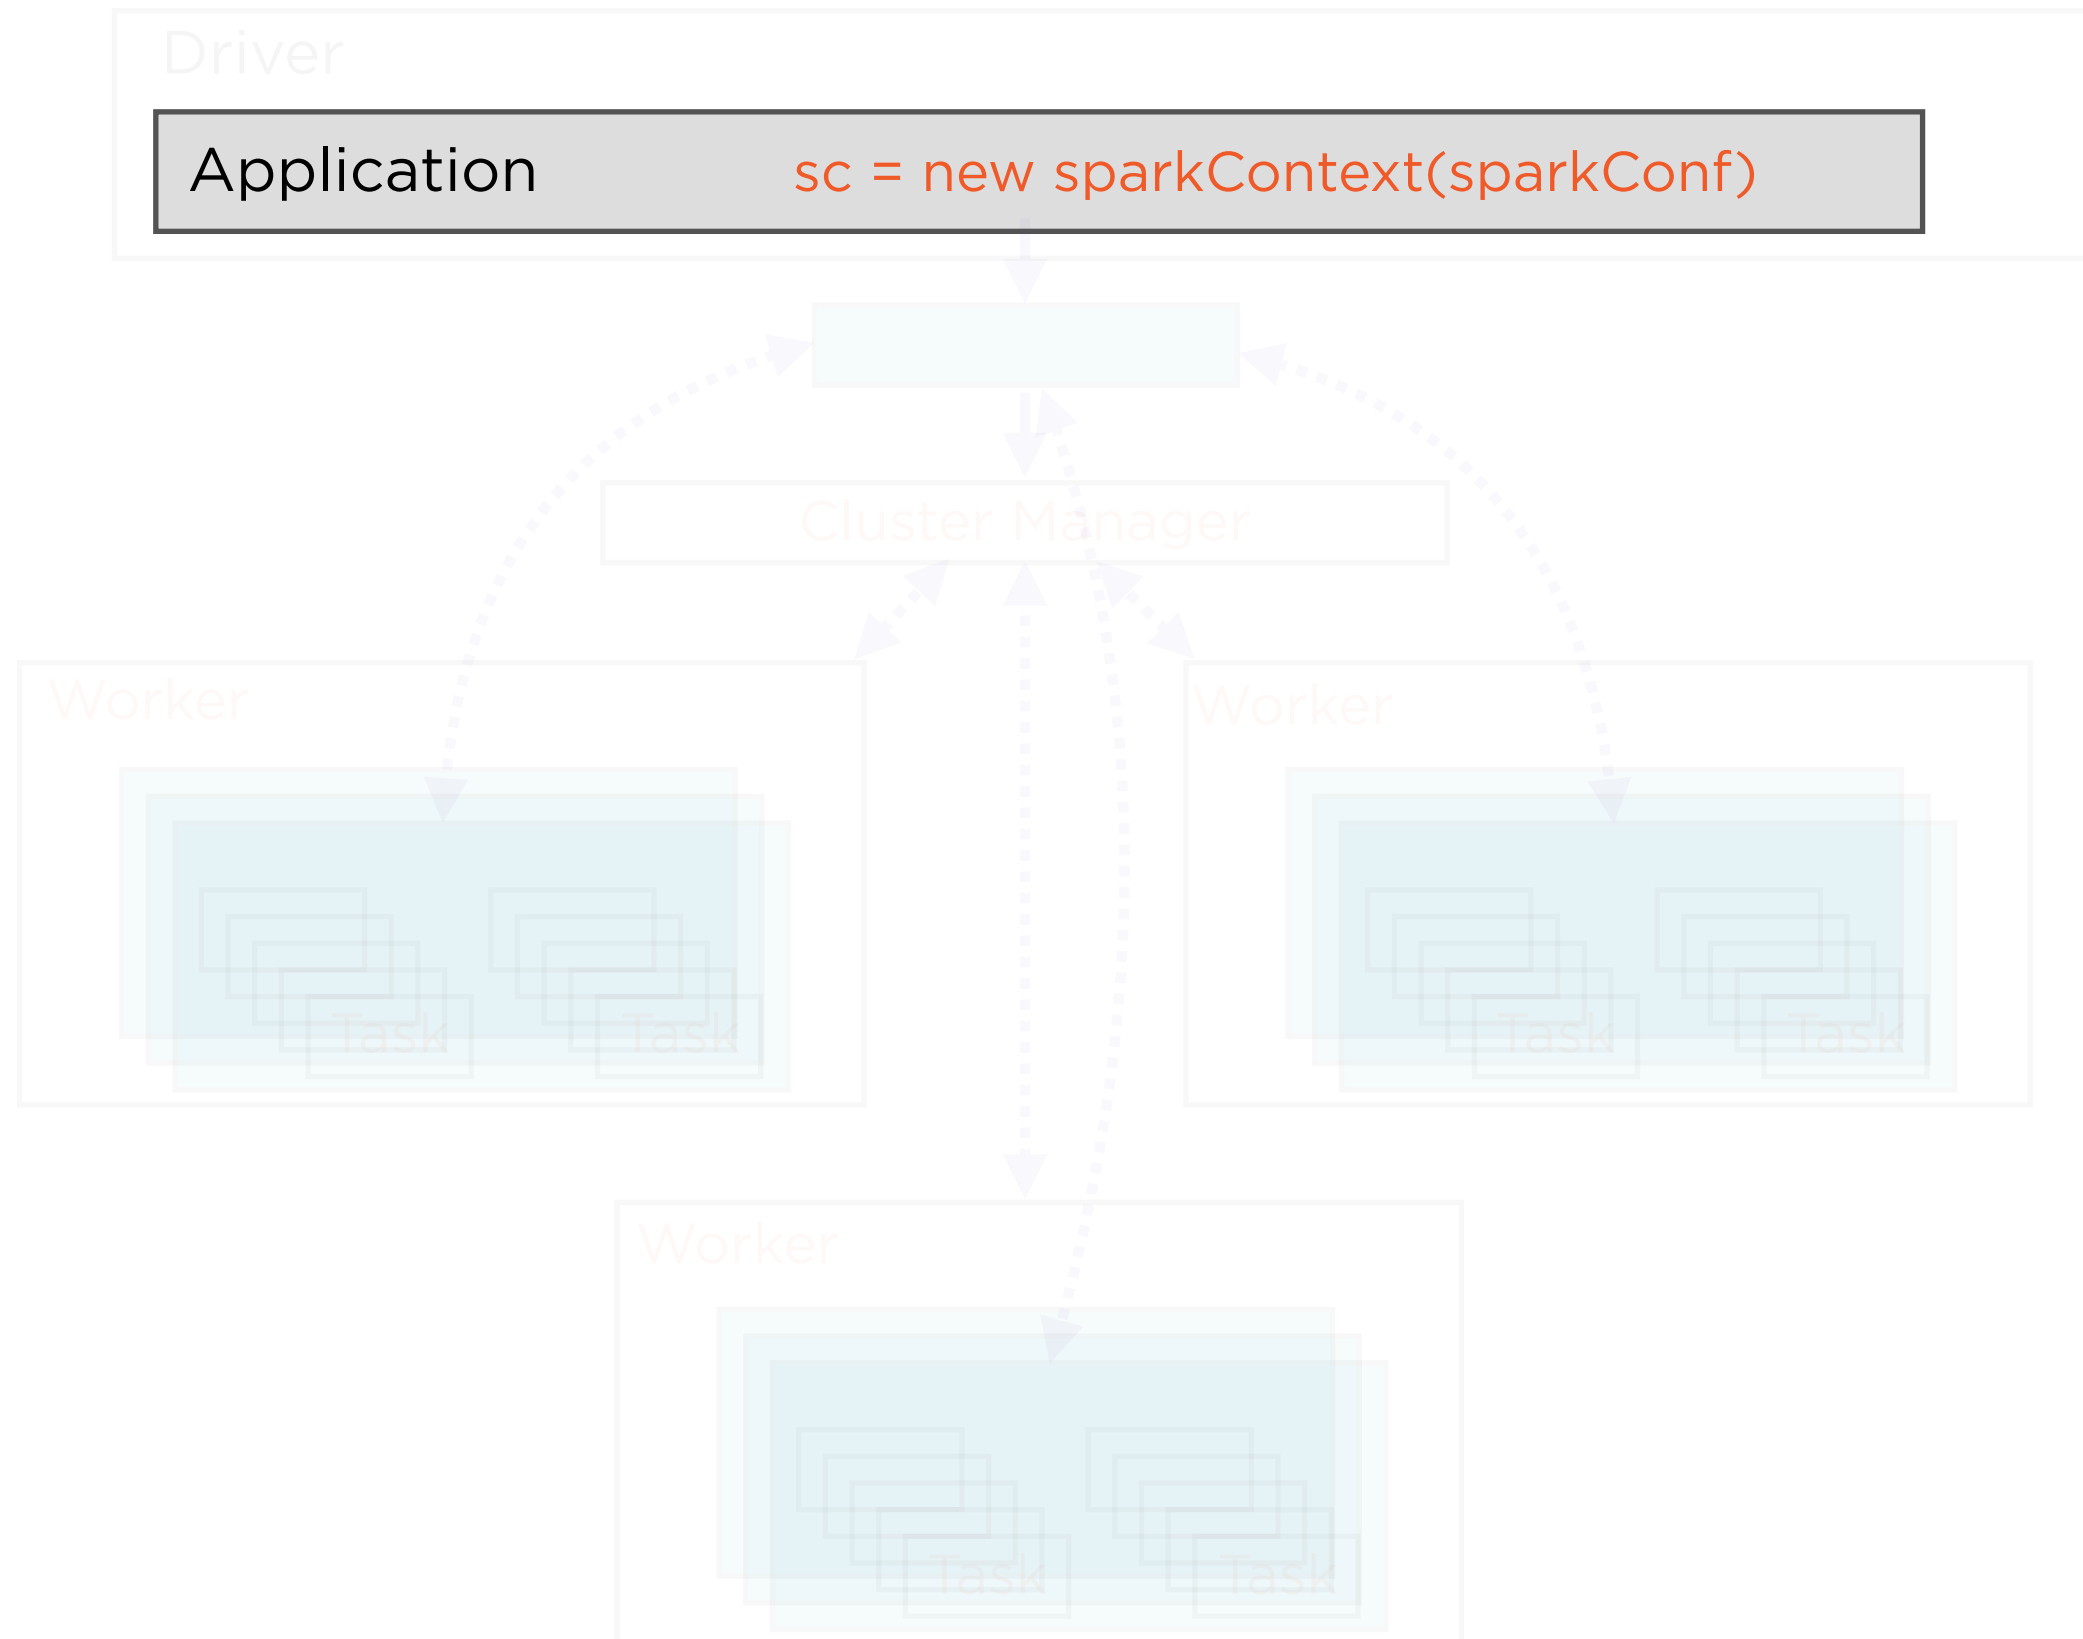 Driver
Application sc = new sparkContext(sparkConf)
Cluster Manager
Worker
Worker
Task Task
Task Task
Worker
Task Task